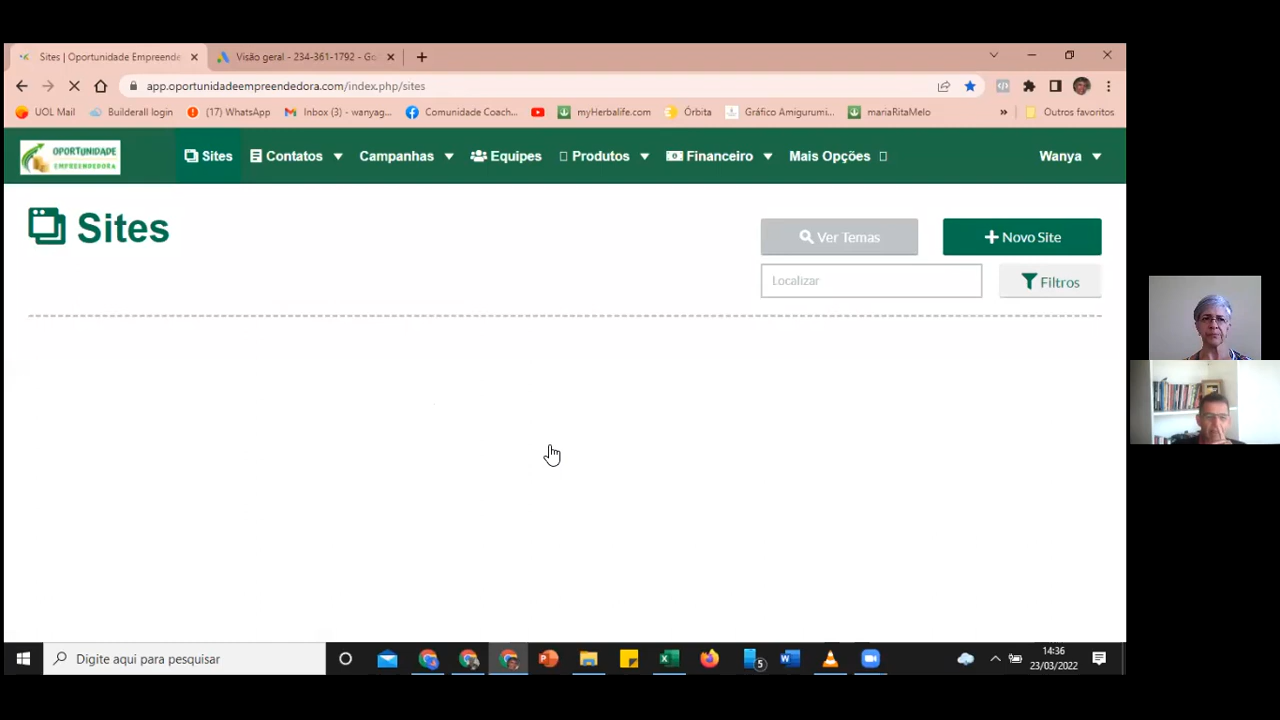 Sites | Oportunidade Empreende
Visão geral - 234-361-1792 - Go
app.oportunidadeempreendedora.com/index.php/sites
UOL Mail
Builderall login
(17) WhatsApp
Inbox (3) - wanyag...
Comunidade Coach...
myHerbalife.com
Órbita
Gráfico Amigurumi...
mariaRitaMelo
»
Outros favoritos
OPORTUNIDADE
EMPREENDEDORA
Sites
Contatos
Campanhas
Equipes
Produtos
Financeiro
Mais Opções
Wanya
Sites
Ver Temas
+ Novo Site
Localizar
Filtros
Digite aqui para pesquisar
5
14:36
23/03/2022